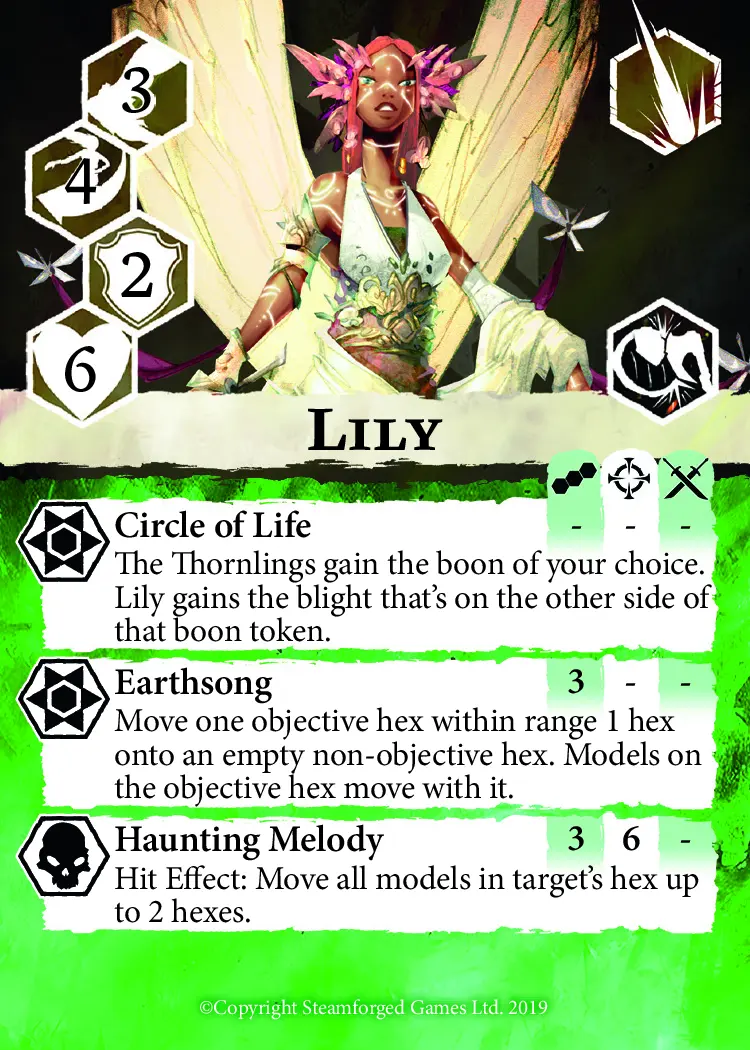 3
4
2
6
Lily
Circle of Life - - -
The Thornlings gain the boon of your choice.
Lily gains the blight that’s on the other side of
that boon token.
Earthsong 3 - -
Move one objective hex within range 1 hex
onto an empty non-objective hex. Models on
the objective hex move with it.
Haunting Melody 3 6 -
Hit Effect: Move all models in target’s hex up
to 2 hexes.
©Copyright Steamforged Games Ltd. 2019